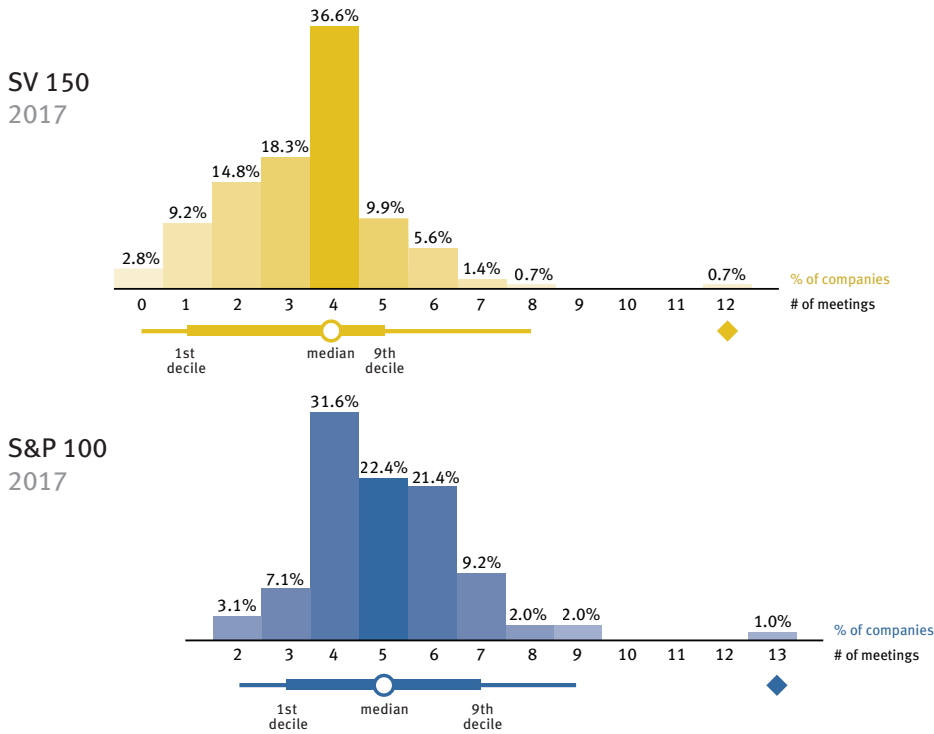 SV 150
2017
36.6%
18.3%
14.8%
9.2%
9.9%
5.6%
2.8%
1.4%
0.7%
0.7%
% of companies
0 1 2 3 4 5 6 7 8 9 10 11 12 # of meetings
1st
decile
median
9th
decile
S&P 100
2017
31.6%
22.4%
21.4%
9.2%
7.1%
3.1%
2.0%
2.0%
1.0%
% of companies
2 3 4 5 6 7 8 9 10 11 12 13 # of meetings
1st
decile
median
9th
decile